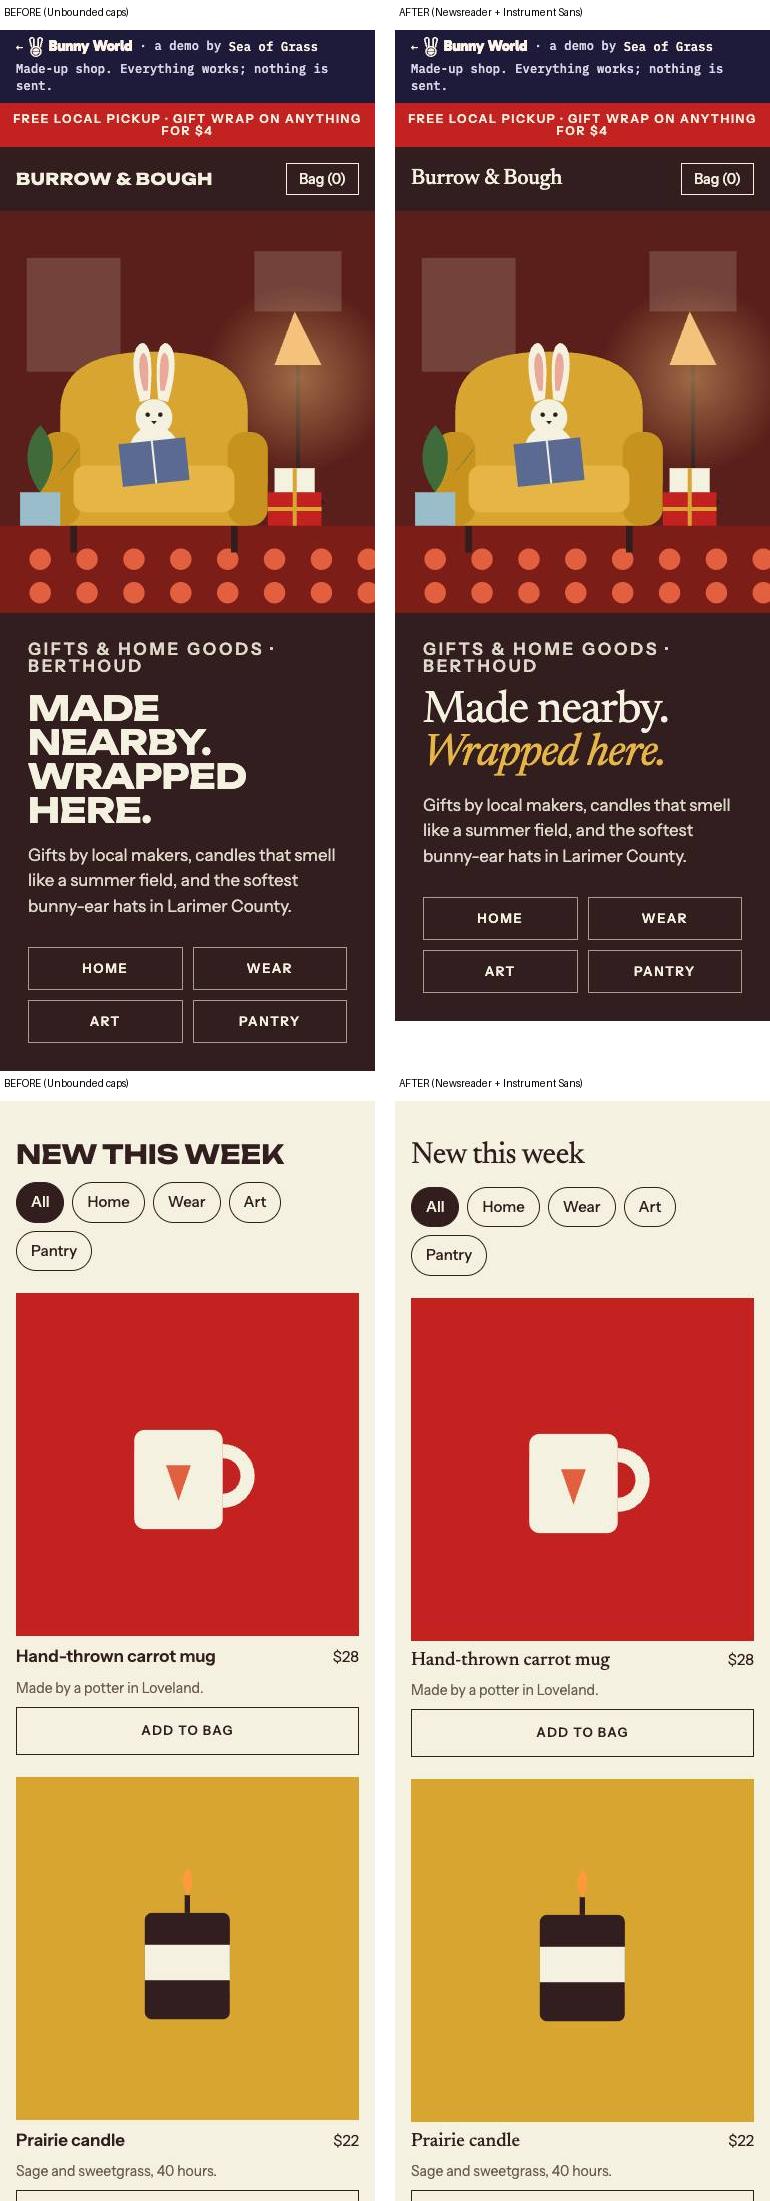 BEFORE (Unbounded caps)
← Bunny World · a demo by Sea of Grass
Made-up shop. Everything works; nothing is
sent.
FREE LOCAL PICKUP · GIFT WRAP ON ANYTHING
FOR $4
BURROW & BOUGH
Bag (0)
GIFTS & HOME GOODS ·
BERTHOUD
MADE
NEARBY.
WRAPPED
HERE.
Gifts by local makers, candles that smell
like a summer field, and the softest
bunny-ear hats in Larimer County.
HOME
WEAR
ART
PANTRY
AFTER (Newsreader + Instrument Sans)
← Bunny World · a demo by Sea of Grass
Made-up shop. Everything works; nothing is
sent.
FREE LOCAL PICKUP · GIFT WRAP ON ANYTHING
FOR $4
Burrow & Bough
Bag (0)
GIFTS & HOME GOODS ·
BERTHOUD
Made nearby.
Wrapped here.
Gifts by local makers, candles that smell
like a summer field, and the softest
bunny-ear hats in Larimer County.
HOME
WEAR
ART
PANTRY
BEFORE (Unbounded caps)
NEW THIS WEEK
All
Home
Wear
Art
Pantry
Hand-thrown carrot mug
$28
Made by a potter in Loveland.
ADD TO BAG
Prairie candle
$22
Sage and sweetgrass, 40 hours.
AFTER (Newsreader + Instrument Sans)
New this week
All
Home
Wear
Art
Pantry
Hand-thrown carrot mug
$28
Made by a potter in Loveland.
ADD TO BAG
Prairie candle
$22
Sage and sweetgrass, 40 hours.